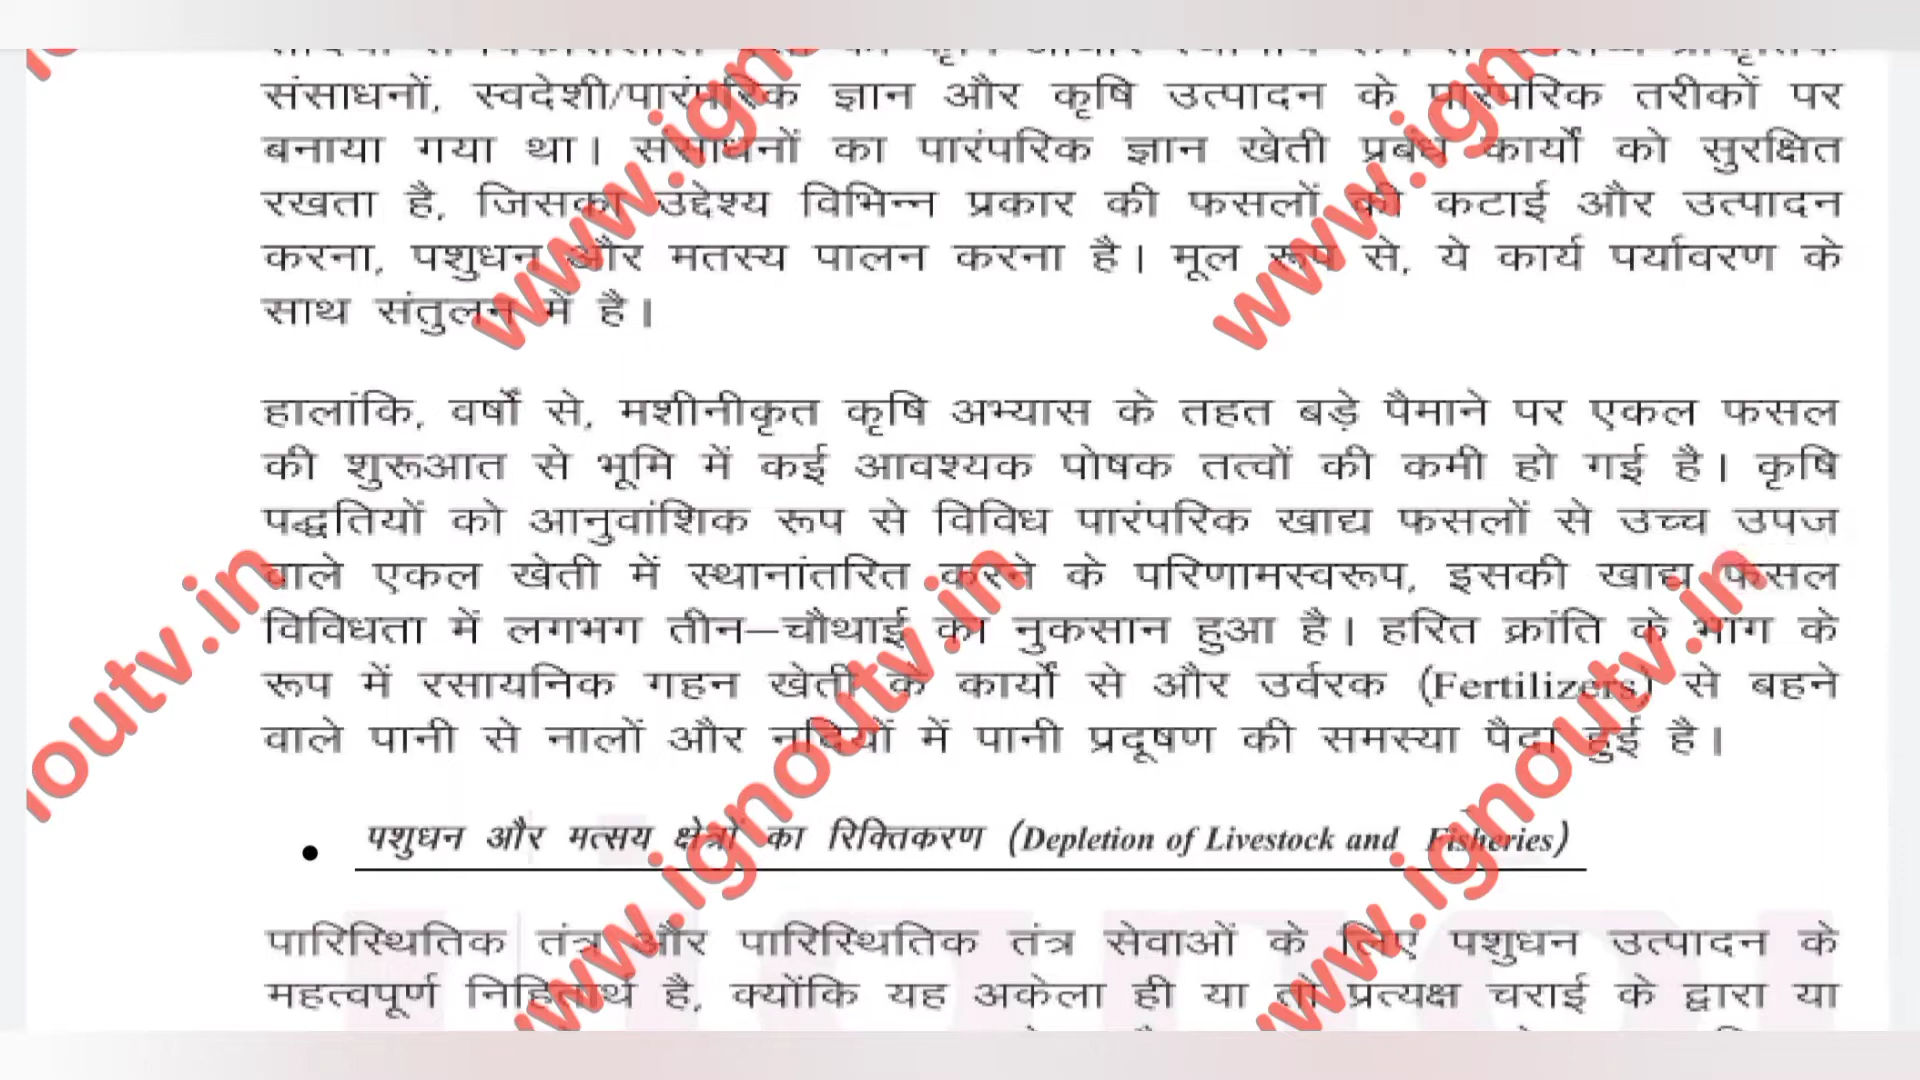 संसाधनों, स्वदेशी/पारंपरिक ज्ञान और कृषि उत्पादन के पारंपरिक तरीकों पर
बनाया गया था। संसाधनों का पारंपरिक ज्ञान खेती प्रबंध कार्यों को सुरक्षित
रखता है, जिसका उद्देश्य विभिन्न प्रकार की फसलों की कटाई और उत्पादन
करना, पशुधन और मतस्य पालन करना है। मूल रूप से, ये कार्य पर्यावरण के
साथ संतुलन में है।
हालांकि, वर्षों से, मशीनीकृत कृषि अभ्यास के तहत बड़े पैमाने पर एकल फसल
की शुरूआत से भूमि में कई आवश्यक पोषक तत्वों की कमी हो गई है। कृषि
पद्धतियों को आनुवांशिक रूप से विविध पारंपरिक खाद्य फसलों से उच्च उपज
वाले एकल खेती में स्थानांतरित करने के परिणामस्वरूप, इसकी खाद्य फसल
विविधता में लगभग तीन–चौथाई का नुकसान हुआ है। हरित क्रांति के भाग के
रूप में रसायनिक गहन खेती के कार्यों से और उर्वरक (Fertilizers) से बहने
वाले पानी से नालों और नदियों में पानी प्रदूषण की समस्या पैदा हुई है।
• पशुधन और मत्सय क्षेत्रों का रिक्तिकरण (Depletion of Livestock and Fisheries)
पारिस्थितिक तंत्र और पारिस्थितिक तंत्र सेवाओं के लिए पशुधन उत्पादन के
महत्वपूर्ण निहितार्थ है, क्योंकि यह अकेला ही या तो प्रत्यक्ष चराई के द्वारा या